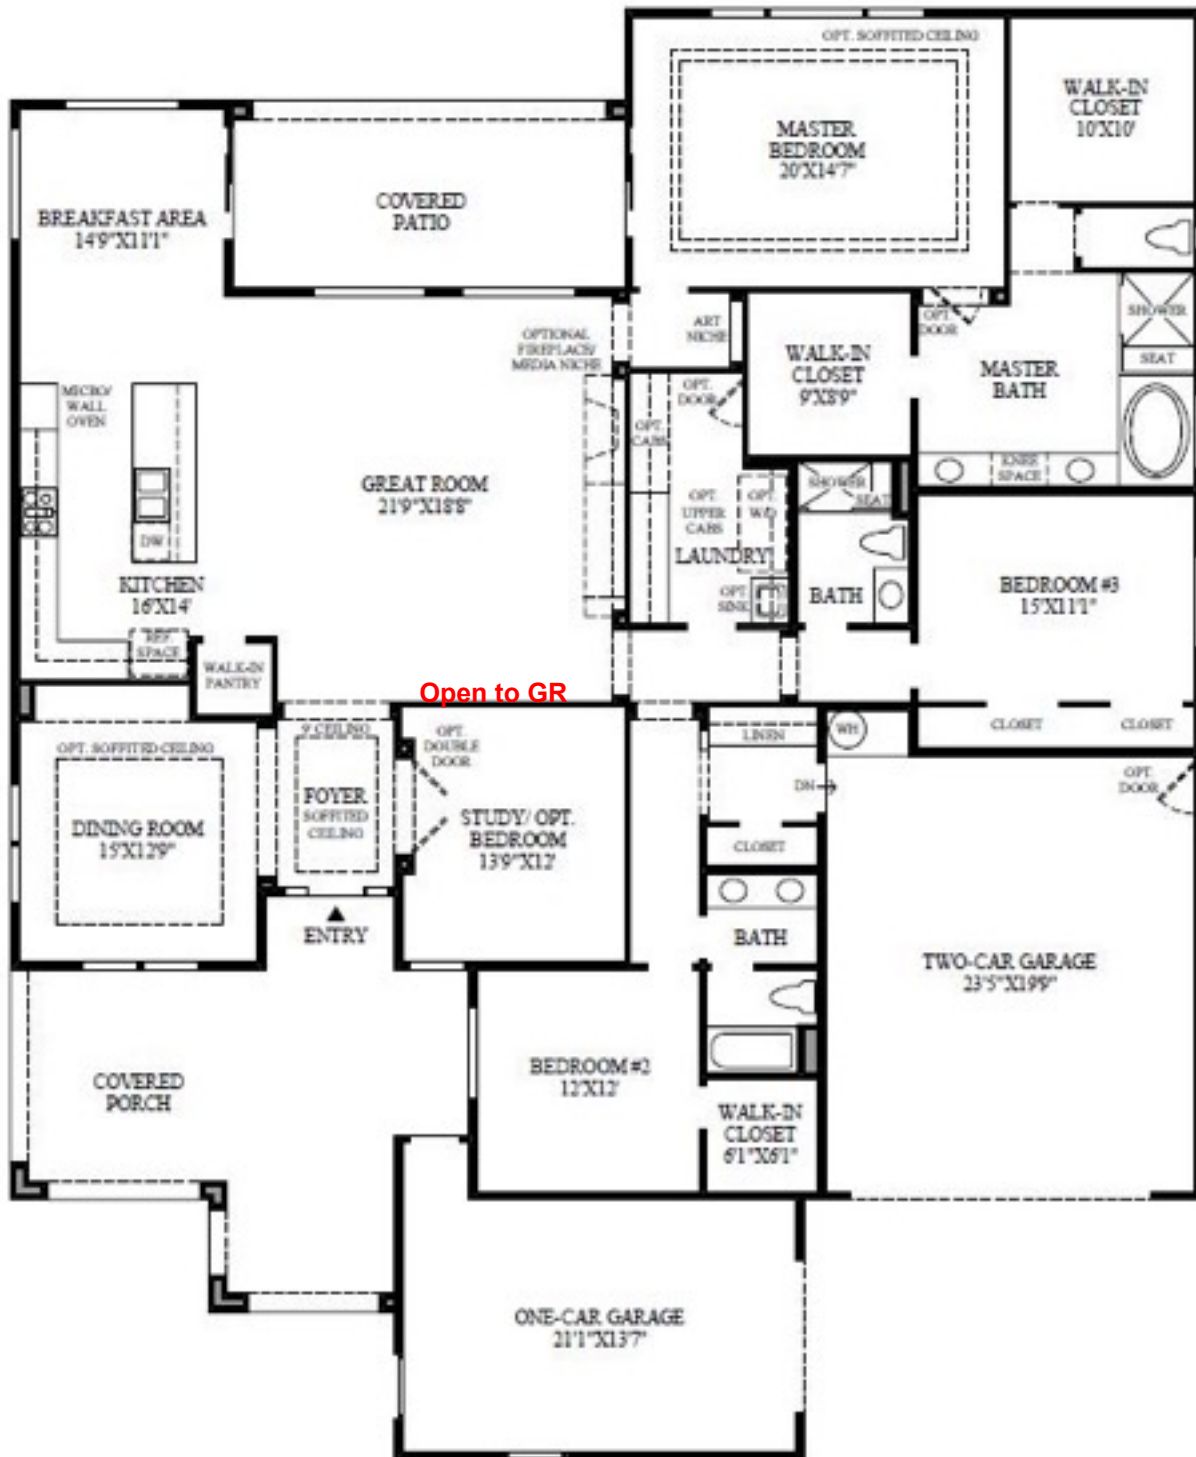 OPT. SOFFITED CEILING
MASTER
BEDROOM
20'X14'7"
WALK-IN
CLOSET
10'X10'
BREAKFAST AREA
14'9"X11'1"
COVERED
PATIO
OPTIONAL
FIREPLACE/
MEDIA NICHE
ART
NICHE
WALK-IN
CLOSET
9'X8'9"
OPT.
DOOR
SHOWER
SEAT
MASTER
BATH
KNEE
SPACE
MICRO/
WALL
OVEN
OPT.
DOOR
OPT.
CABS
GREAT ROOM
21'9"X18'8"
DW
OPT.
UPPER
CABS
OPT.
W/D
LAUNDRY
OPT.
SINK
SHOWER
SEAT
BATH
BEDROOM #3
15'X11'1"
KITCHEN
16'X14'
REF.
SPACE
WALK-IN
PANTRY
Open to GR
CLOSET
CLOSET
9' CEILING
FOYER
SOFFITED
CEILING
OPT. SOFFITED CEILING
DINING ROOM
15'X12'9"
OPT.
DOUBLE
DOOR
STUDY/ OPT.
BEDROOM
13'9"X12'
LINEN
WH
DN
CLOSET
OPT.
DOOR
ENTRY
BATH
TWO-CAR GARAGE
23'5"X19'9"
COVERED
PORCH
BEDROOM #2
12'X12'
WALK-IN
CLOSET
6'1"X6'1"
ONE-CAR GARAGE
21'1"X13'7"